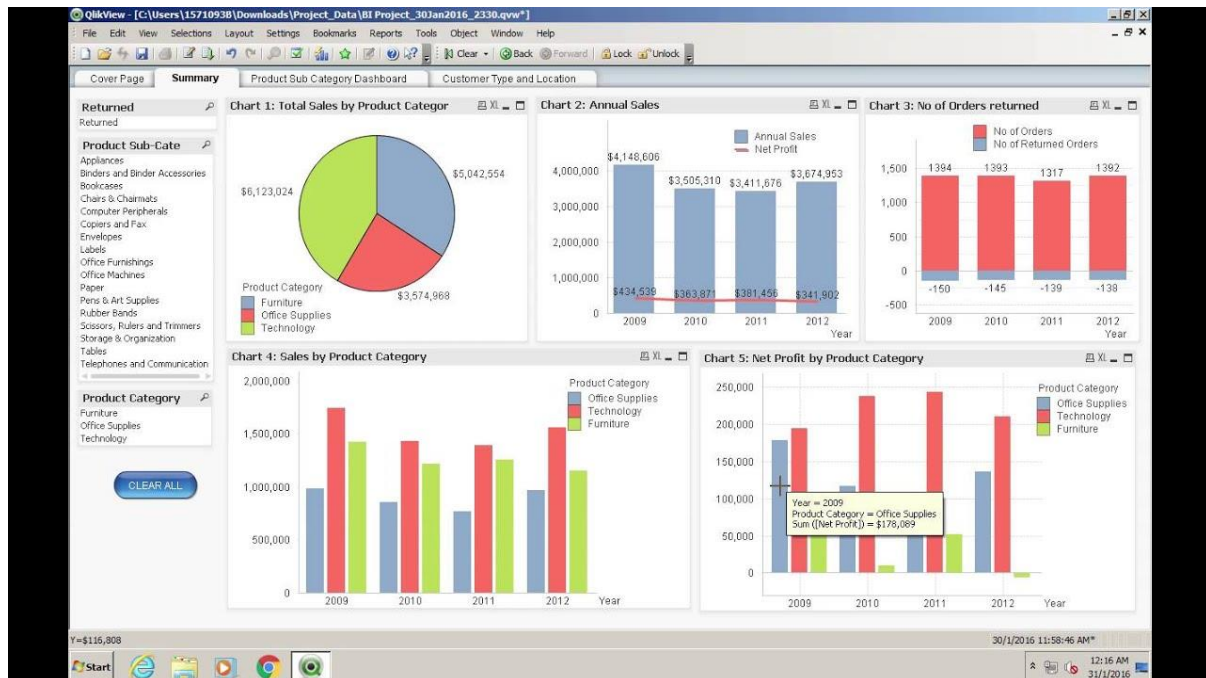 QlikView - [C:\Users\15710938\Downloads\Project_Data\BI Project_30Jan2016_2330.qvw*]
File Edit View Selections Layout Settings Bookmarks Reports Tools Object Window Help
Clear Back Forward Lock Unlock
Cover Page Summary Product Sub Category Dashboard Customer Type and Location
Returned
Returned
Product Sub-Cate
Appliances
Binders and Binder Accessories
Bookcases
Chairs & Chairmats
Computer Peripherals
Copiers and Fax
Envelopes
Labels
Office Furnishings
Office Machines
Paper
Pens & Art Supplies
Rubber Bands
Scissors, Rulers and Trimmers
Storage & Organization
Tables
Telephones and Communication
Product Category
Furniture
Office Supplies
Technology
CLEAR ALL
Chart 1: Total Sales by Product Categor XL
$5,042,554
$6,123,024
$3,574,968
Product Category
Furniture
Office Supplies
Technology
Chart 2: Annual Sales XL
Annual Sales
Net Profit
$4,148,606
$3,505,310
$3,411,676
$3,674,953
4,000,000
3,000,000
2,000,000
1,000,000
0
$434,539 $363,871 $381,456 $341,902
2009 2010 2011 2012
Year
Chart 3: No of Orders returned XL
No of Orders
No of Returned Orders
1,500
1,000
500
0
-500
1394 1393 1317 1392
-150 -145 -139 -138
2009 2010 2011 2012
Year
Chart 4: Sales by Product Category XL
2,000,000
1,500,000
1,000,000
500,000
0
Product Category
Office Supplies
Technology
Furniture
2009 2010 2011 2012 Year
Chart 5: Net Profit by Product Category XL
250,000
200,000
150,000
100,000
50,000
0
Product Category
Office Supplies
Technology
Furniture
Year = 2009
Product Category = Office Supplies
Sum ([Net Profit]) = $178,089
2009 2010 2011 2012 Year
Y=$116,808 30/1/2016 11:58:46 AM*
Start
12:16 AM
31/1/2016